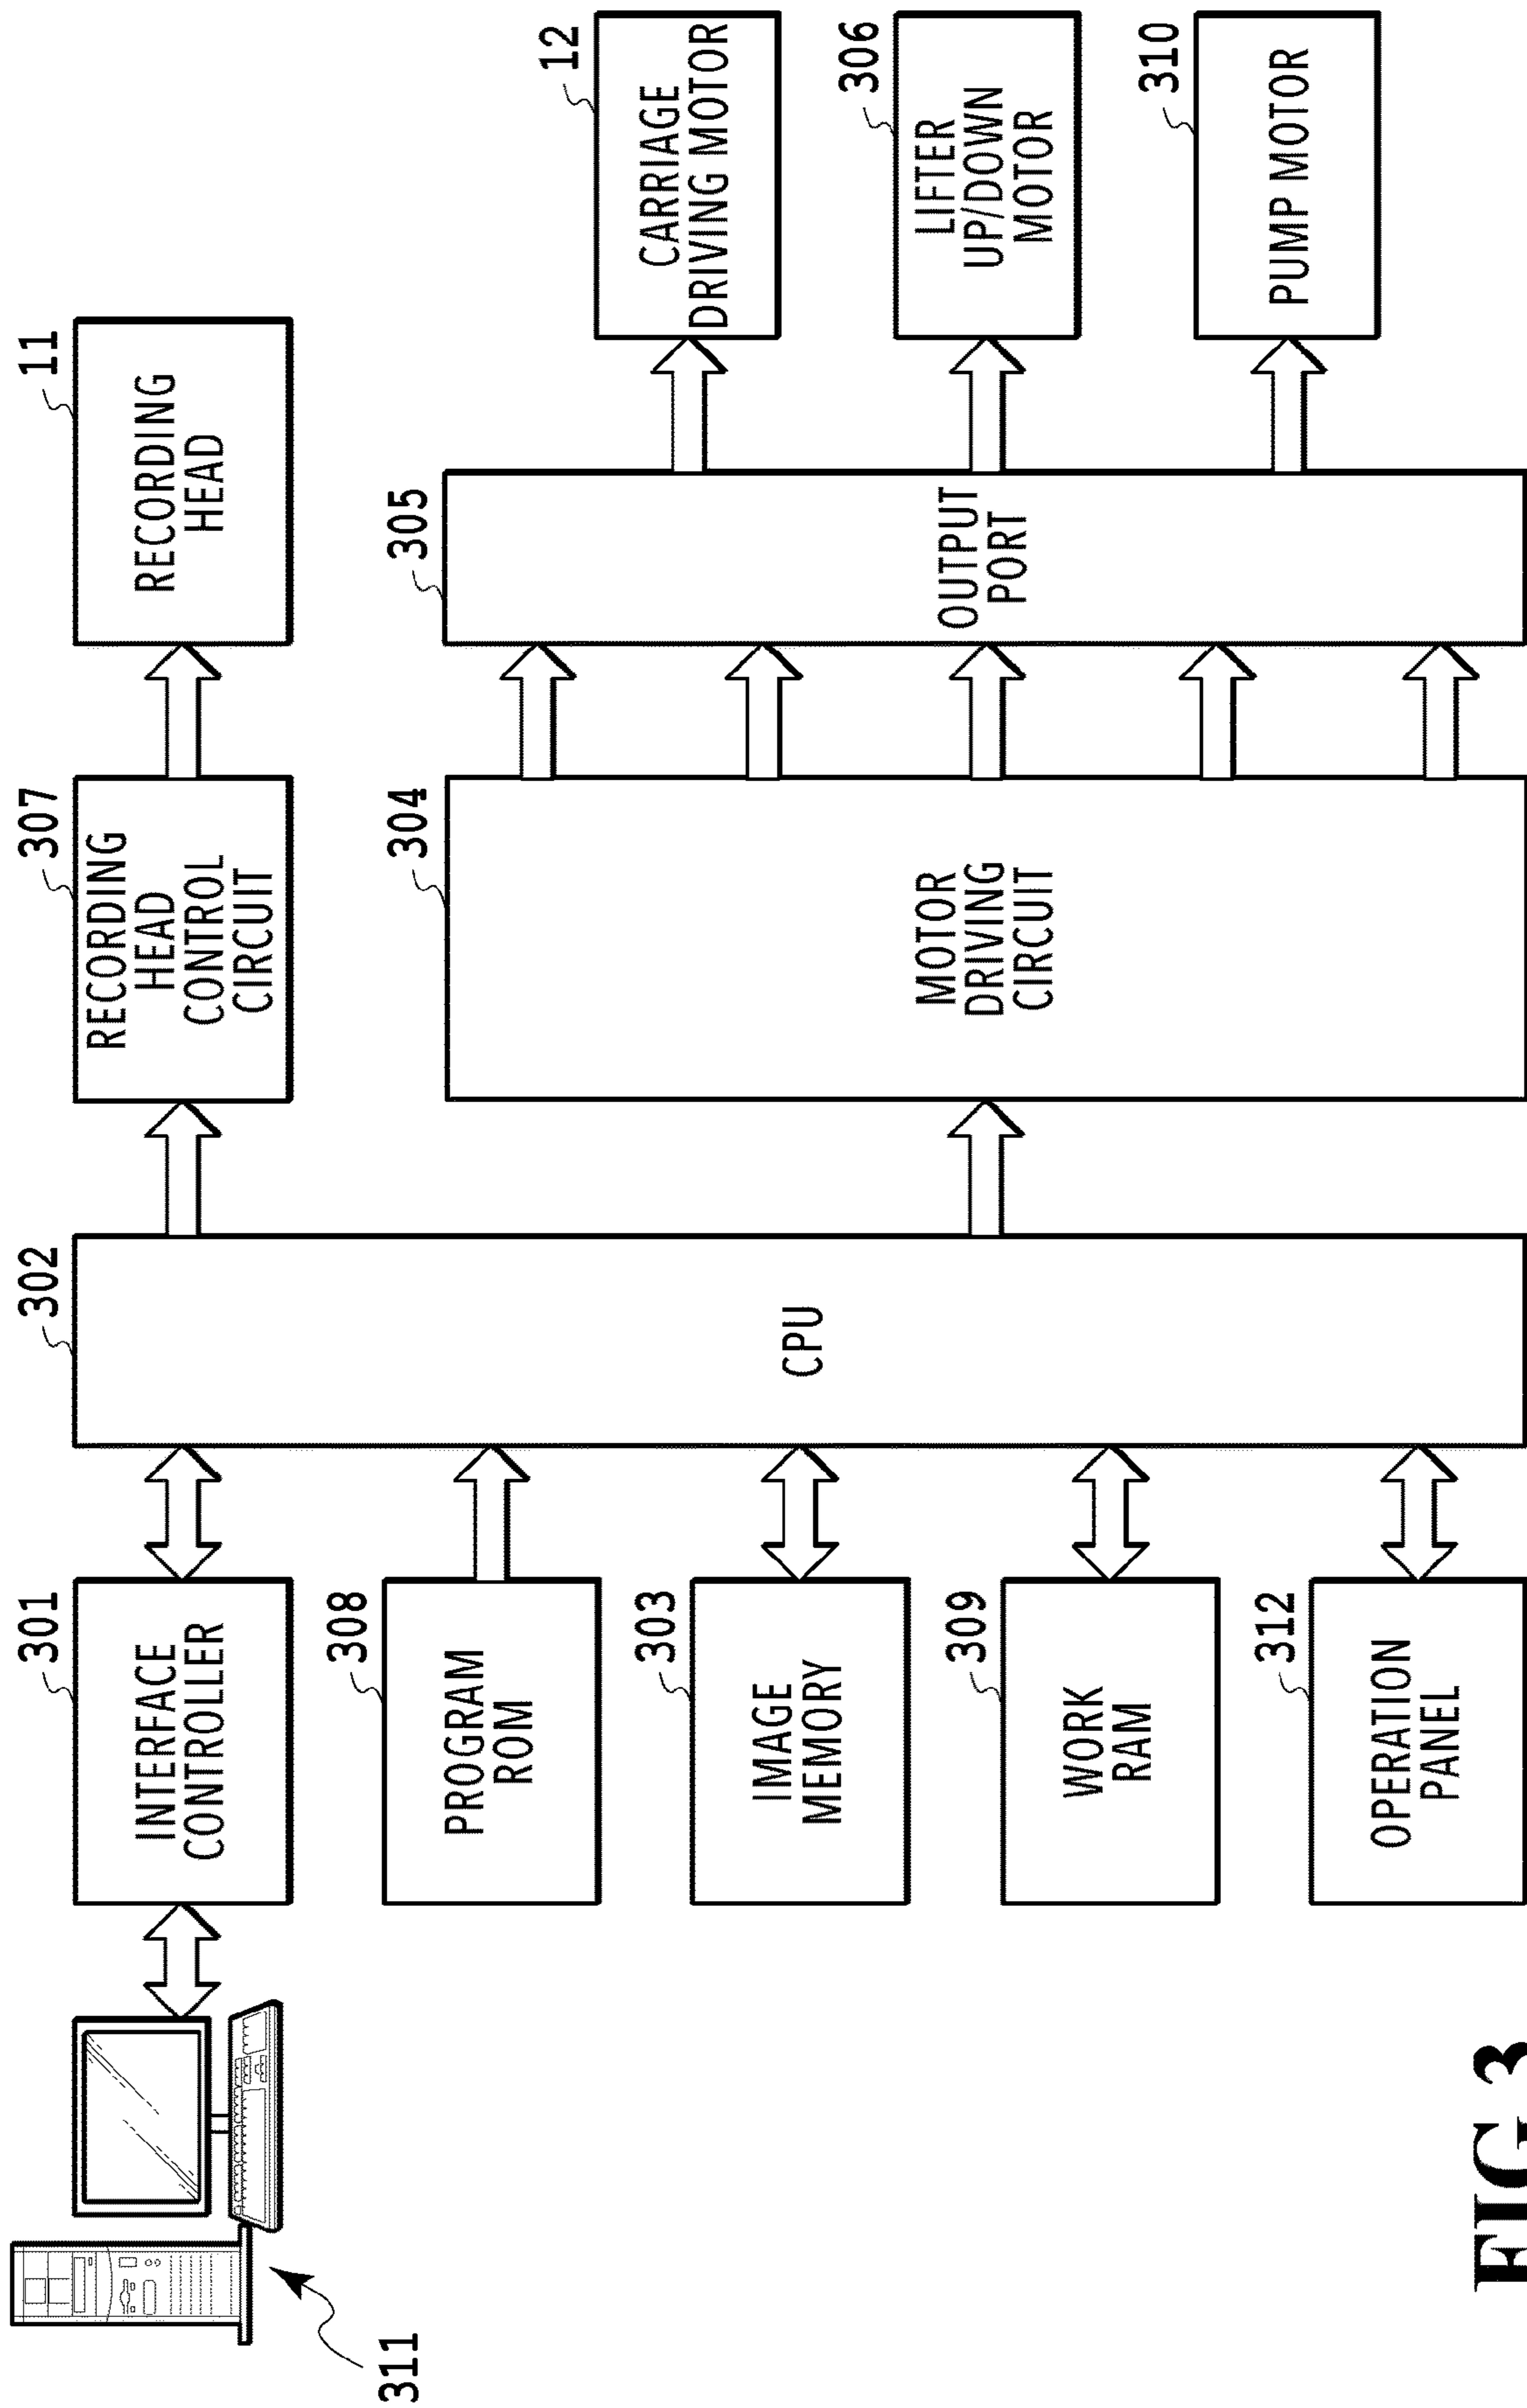 311
301
INTERFACE
CONTROLLER
308
PROGRAM
ROM
303
IMAGE
MEMORY
309
WORK
RAM
312
OPERATION
PANEL
302
CPU
307
RECORDING
HEAD
CONTROL
CIRCUIT
304
MOTOR
DRIVING
CIRCUIT
11
RECORDING
HEAD
305
OUTPUT
PORT
12
CARRIAGE
DRIVING MOTOR
306
LIFTER
UP/DOWN
MOTOR
310
PUMP MOTOR
FIG.3